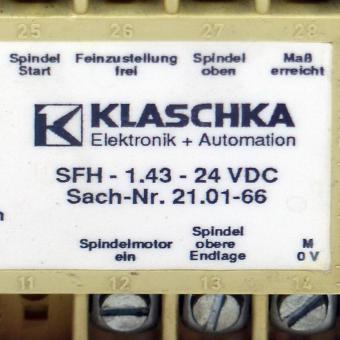 25 26 27 28
Spindel Start
Feinzustellung frei
Spindel oben
Maß erreicht
KLASCHKA
Elektronik + Automation
SFH - 1.43 - 24 VDC
Sach-Nr. 21.01-66
Spindelmotor ein
Spindel obere Endlage
M 0 V
11 12 13 14